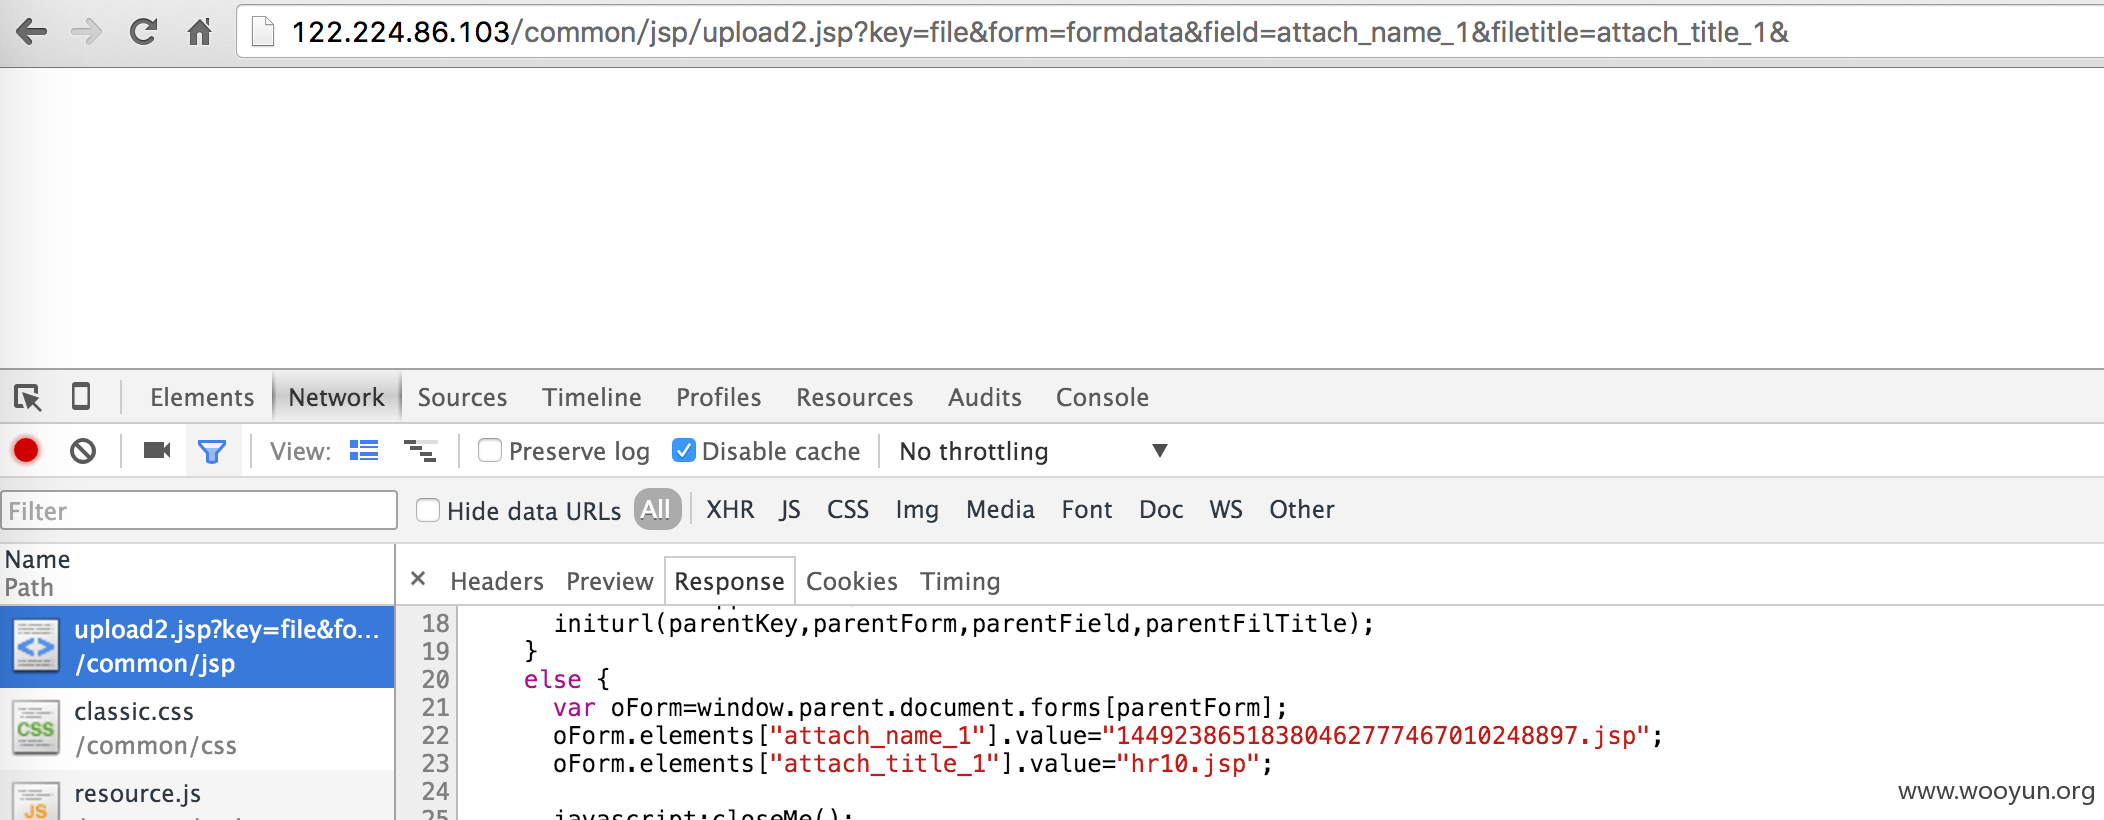 122.224.86.103/common/jsp/upload2.jsp?key=file&form=formdata&field=attach_name_1&filetitle=attach_title_1&
Elements Network Sources Timeline Profiles Resources Audits Console
View: Preserve log Disable cache No throttling
Filter Hide data URLs All XHR JS CSS Img Media Font Doc WS Other
Name
Path
× Headers Preview Response Cookies Timing
upload2.jsp?key=file&fo...
/common/jsp
classic.css
/common/css
resource.js
18 initurl(parentKey,parentForm,parentField,parentFilTitle);
19 }
20 else {
21 var oForm=window.parent.document.forms[parentForm];
22 oForm.elements["attach_name_1"].value="14492386518380462777467010248897.jsp";
23 oForm.elements["attach_title_1"].value="hr10.jsp";
24
25 javascript:closeMe();
CSS
JS
www.wooyun.org